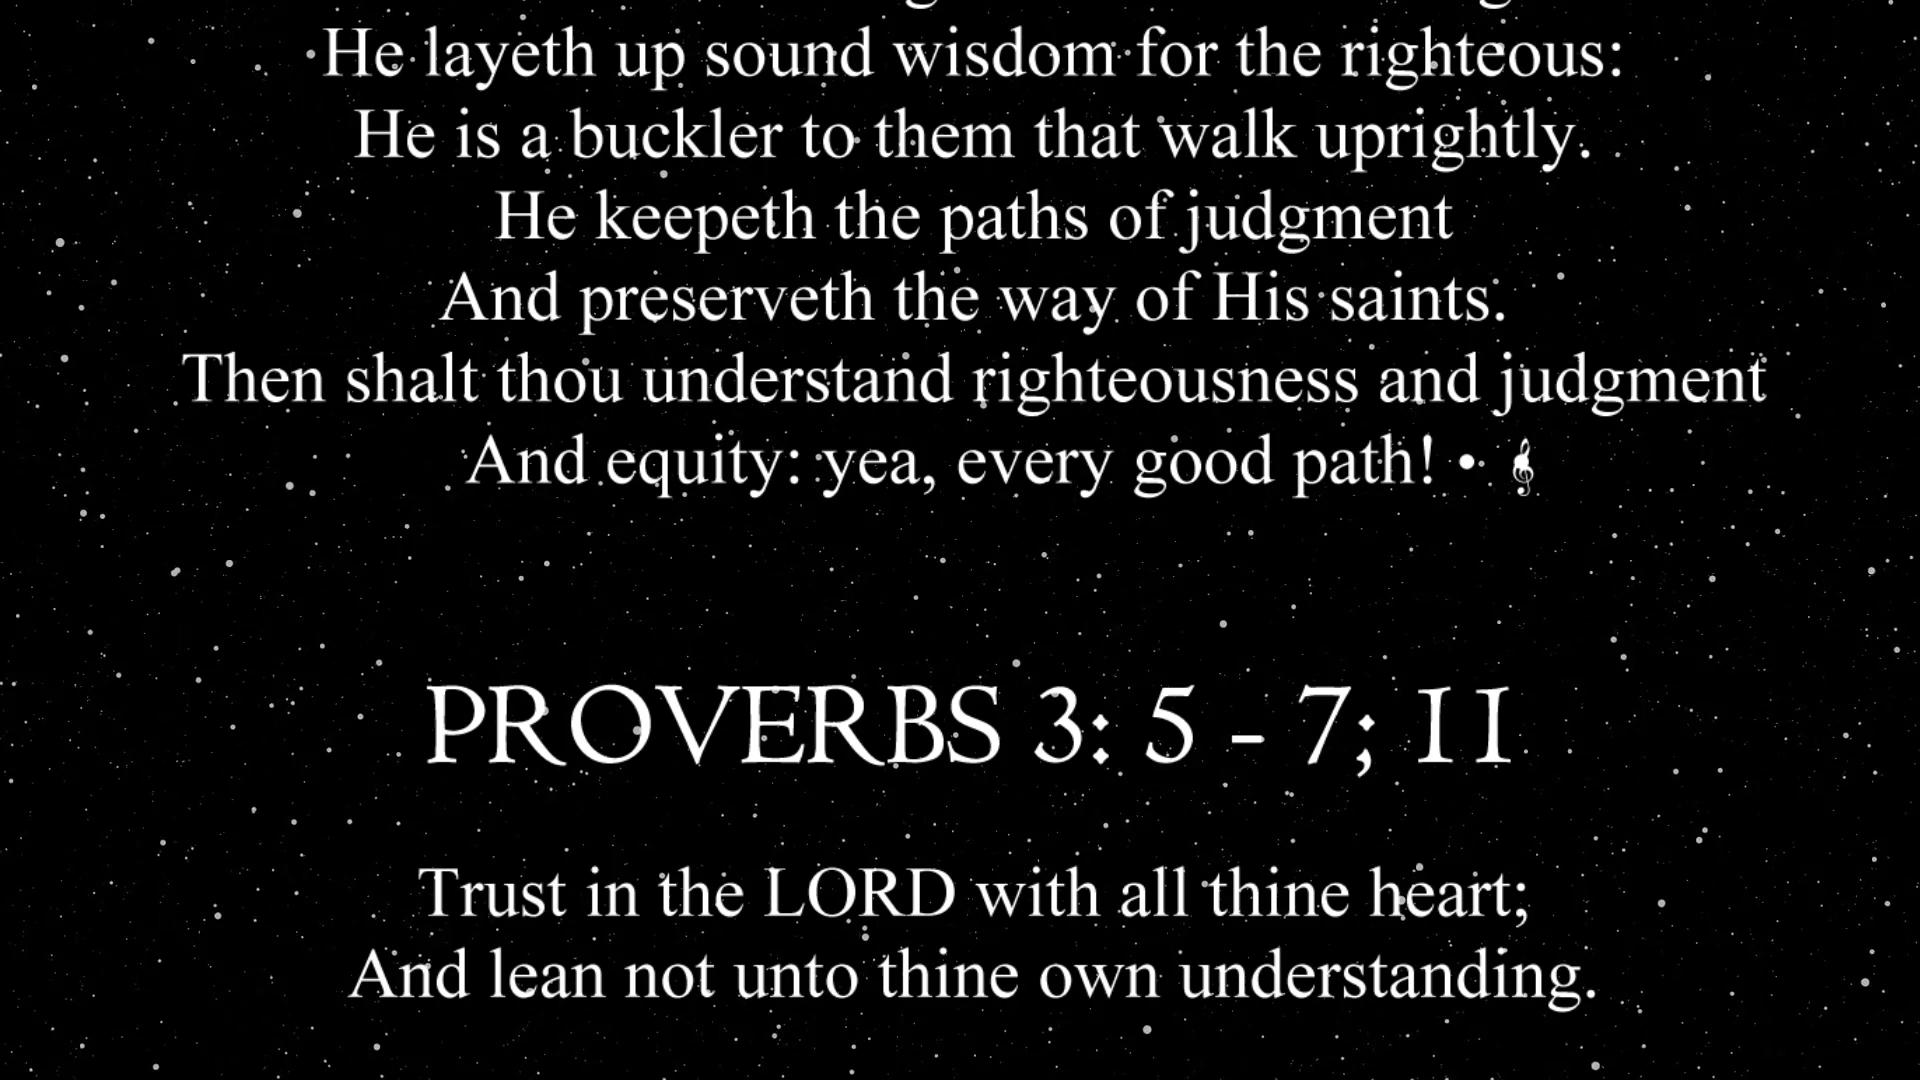 He layeth up sound wisdom for the righteous:
He is a buckler to them that walk uprightly.
He keepeth the paths of judgment
And preserveth the way of His saints.
Then shalt thou understand righteousness and judgment
And equity: yea, every good path! •
PROVERBS 3: 5 - 7; 11
Trust in the LORD with all thine heart;
And lean not unto thine own understanding.